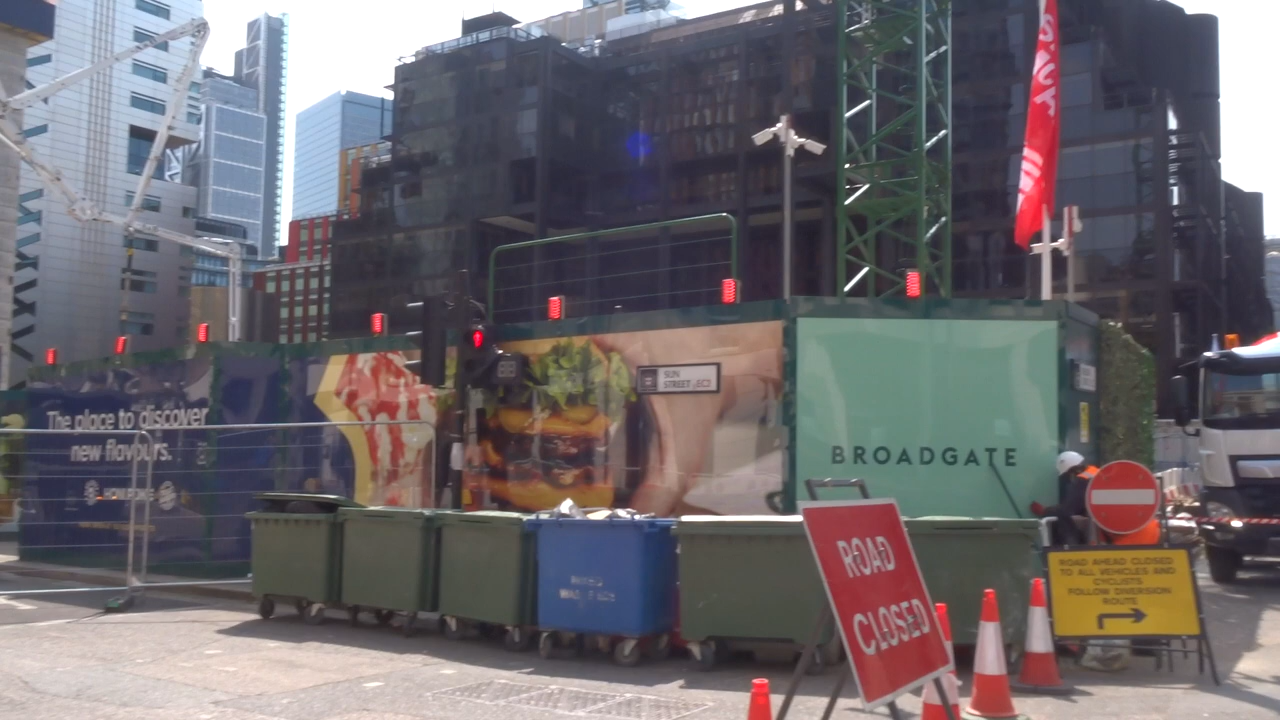 The place to discover
new flavours.
SUN
STREET EC2
BROADGATE
ROAD
CLOSED
ROAD AHEAD CLOSED
TO ALL VEHICLES AND
CYCLISTS
FOLLOW DIVERSION
ROUTE
MIXED